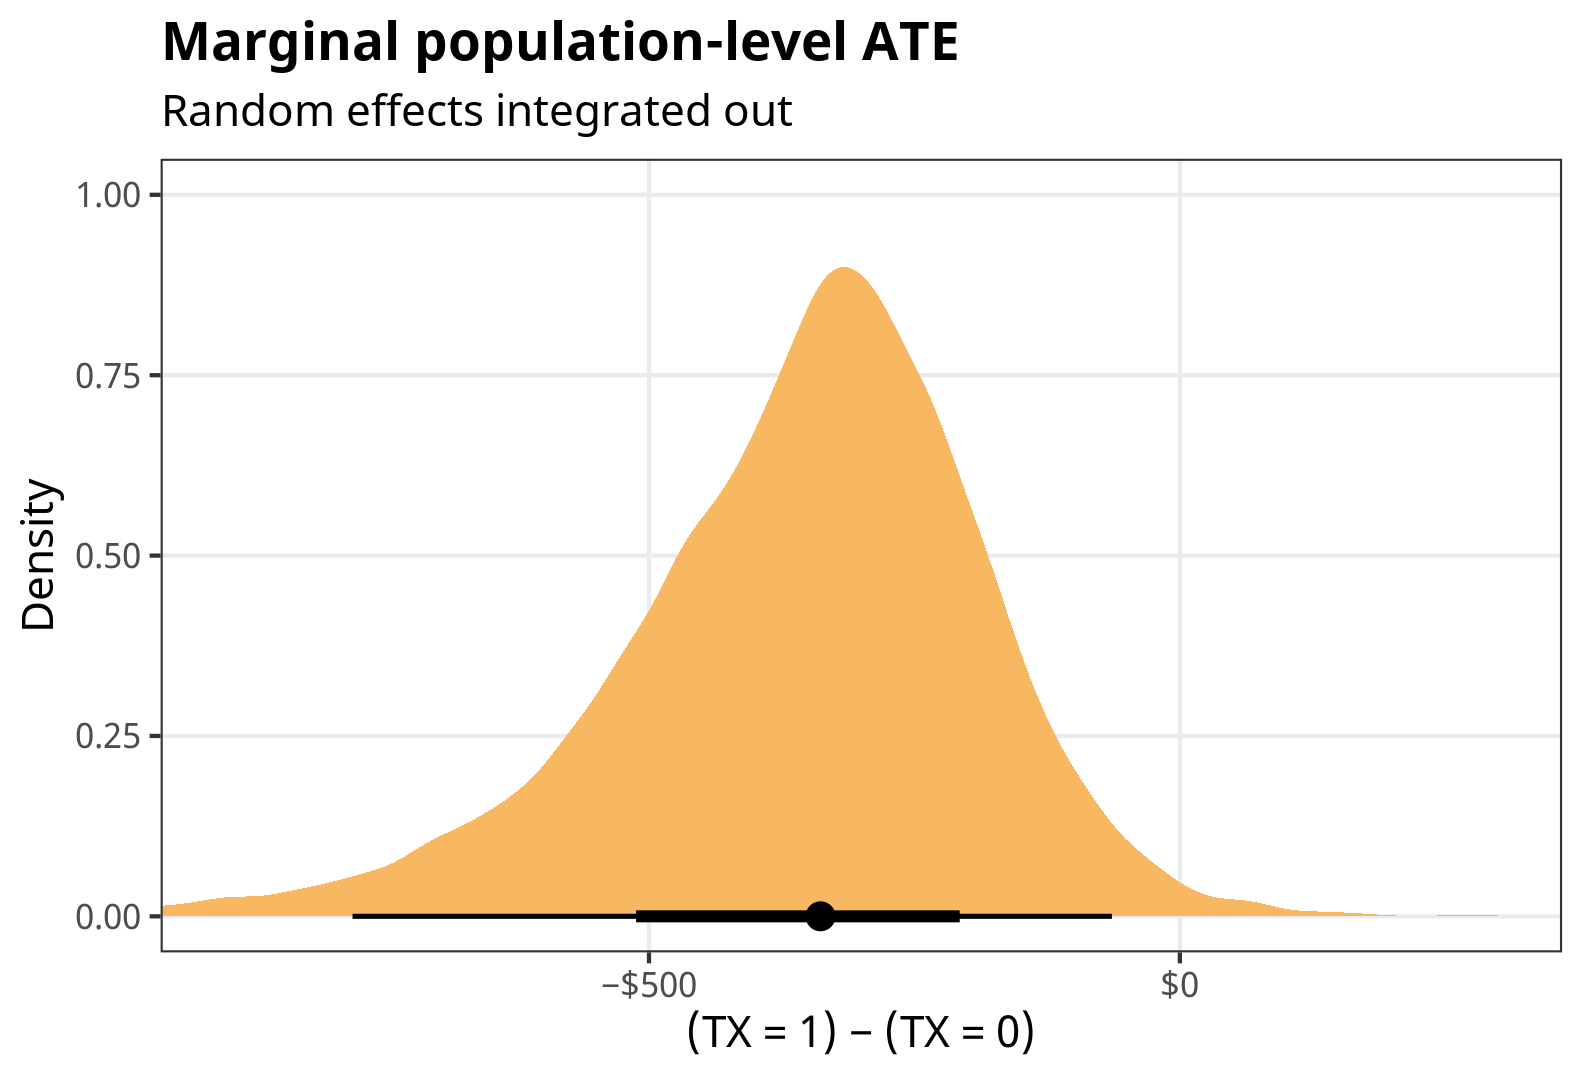 Marginal population-level ATE
Random effects integrated out
1.00
0.75
0.50
0.25
0.00
Density
−$500
$0
(TX = 1) − (TX = 0)